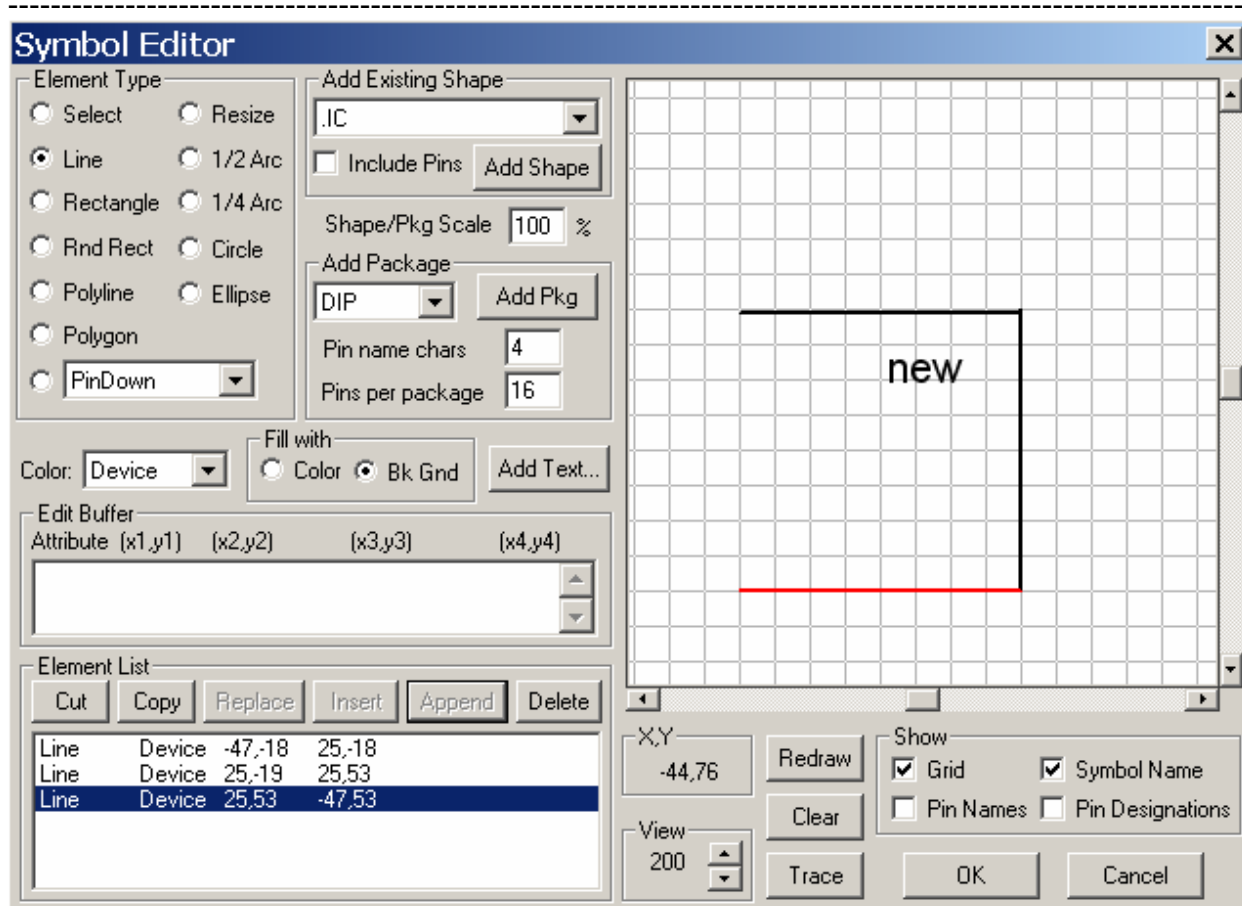 Symbol Editor
Element Type
Select
Resize
Line
1/2 Arc
Rectangle
1/4 Arc
Rnd Rect
Circle
Polyline
Ellipse
Polygon
PinDown
Add Existing Shape
.IC
Include Pins
Add Shape
Shape/Pkg Scale 100 %
Add Package
DIP
Add Pkg
Pin name chars 4
Pins per package 16
Color: Device
Fill with
Color
Bk Gnd
Add Text...
Edit Buffer
Attribute (x1,y1) (x2,y2) (x3,y3) (x4,y4)
Element List
Cut
Copy
Replace
Insert
Append
Delete
Line Device -47,-18 25,-18
Line Device 25,-19 25,53
Line Device 25,53 -47,53
new
X,Y
-44,76
View
200
Redraw
Clear
Trace
Show
Grid
Symbol Name
Pin Names
Pin Designations
OK
Cancel